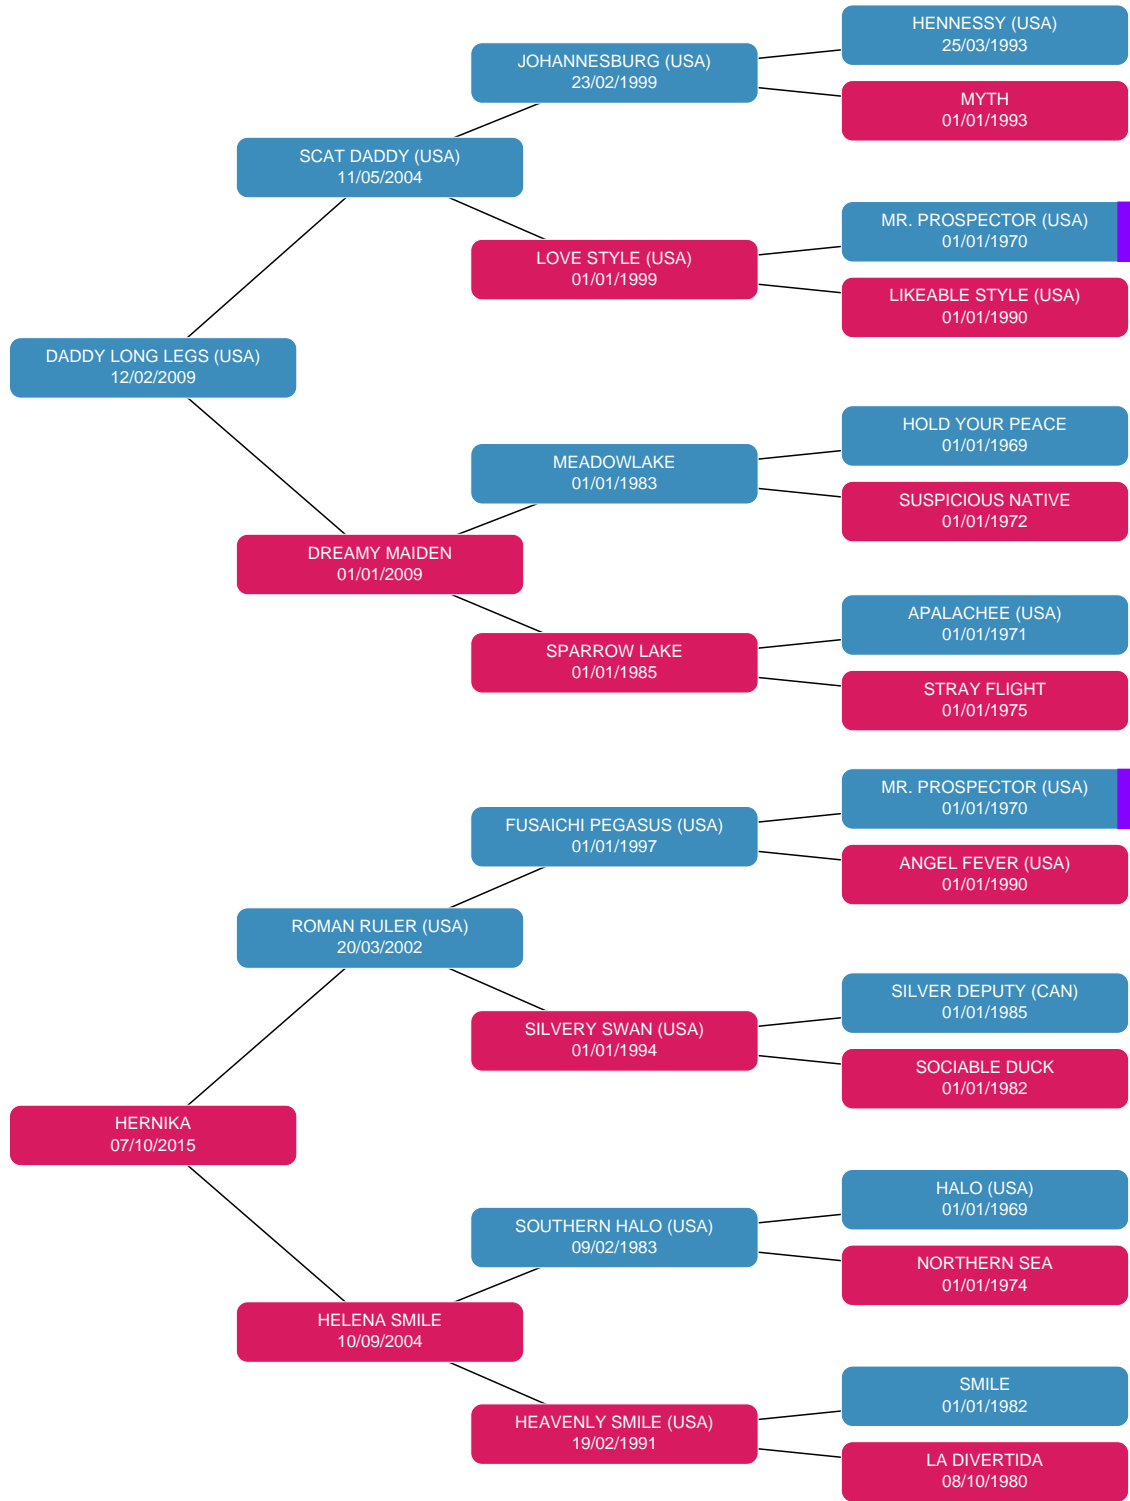 HENNESSY (USA)
25/03/1993
JOHANNESBURG (USA)
23/02/1999
MYTH
01/01/1993
SCAT DADDY (USA)
11/05/2004
MR. PROSPECTOR (USA)
01/01/1970
LOVE STYLE (USA)
01/01/1999
LIKEABLE STYLE (USA)
01/01/1990
DADDY LONG LEGS (USA)
12/02/2009
HOLD YOUR PEACE
01/01/1969
MEADOWLAKE
01/01/1983
SUSPICIOUS NATIVE
01/01/1972
DREAMY MAIDEN
01/01/2009
APALACHEE (USA)
01/01/1971
SPARROW LAKE
01/01/1985
STRAY FLIGHT
01/01/1975
MR. PROSPECTOR (USA)
01/01/1970
FUSAICHI PEGASUS (USA)
01/01/1997
ANGEL FEVER (USA)
01/01/1990
ROMAN RULER (USA)
20/03/2002
SILVER DEPUTY (CAN)
01/01/1985
SILVERY SWAN (USA)
01/01/1994
SOCIABLE DUCK
01/01/1982
HERNIKA
07/10/2015
HALO (USA)
01/01/1969
SOUTHERN HALO (USA)
09/02/1983
NORTHERN SEA
01/01/1974
HELENA SMILE
10/09/2004
SMILE
01/01/1982
HEAVENLY SMILE (USA)
19/02/1991
LA DIVERTIDA
08/10/1980